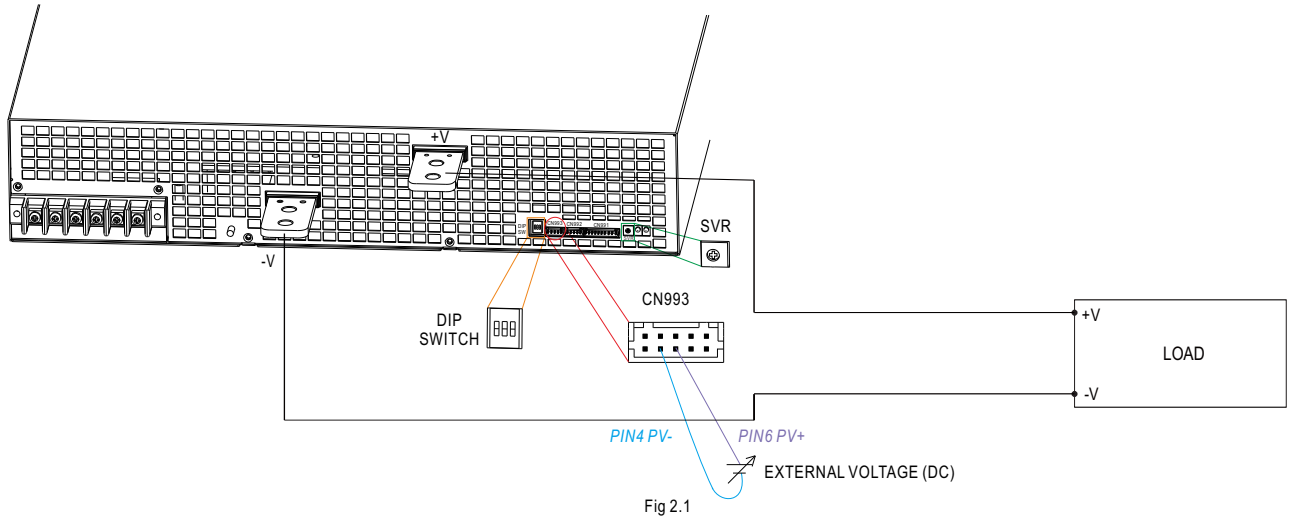 +V
-V
DIP
SW
CN993
CN992
CN991
SVR
SVR
CN993
DIP
SWITCH
+V
LOAD
-V
PIN4 PV-
PIN6 PV+
EXTERNAL VOLTAGE (DC)
Fig 2.1